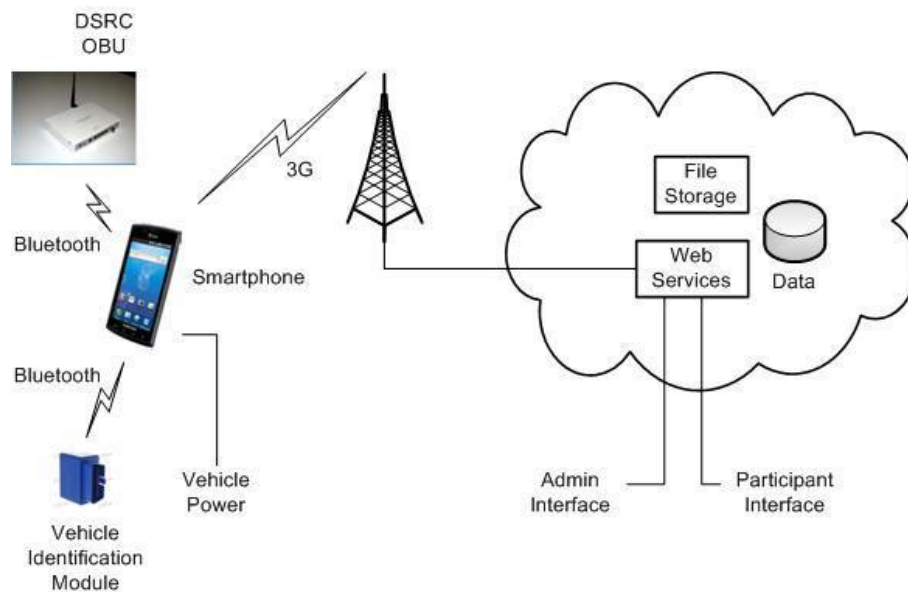 DSRC
OBU
3G
Bluetooth
Smartphone
Bluetooth
Vehicle
Identification
Module
Vehicle
Power
File
Storage
Web
Services
Data
Admin
Interface
Participant
Interface